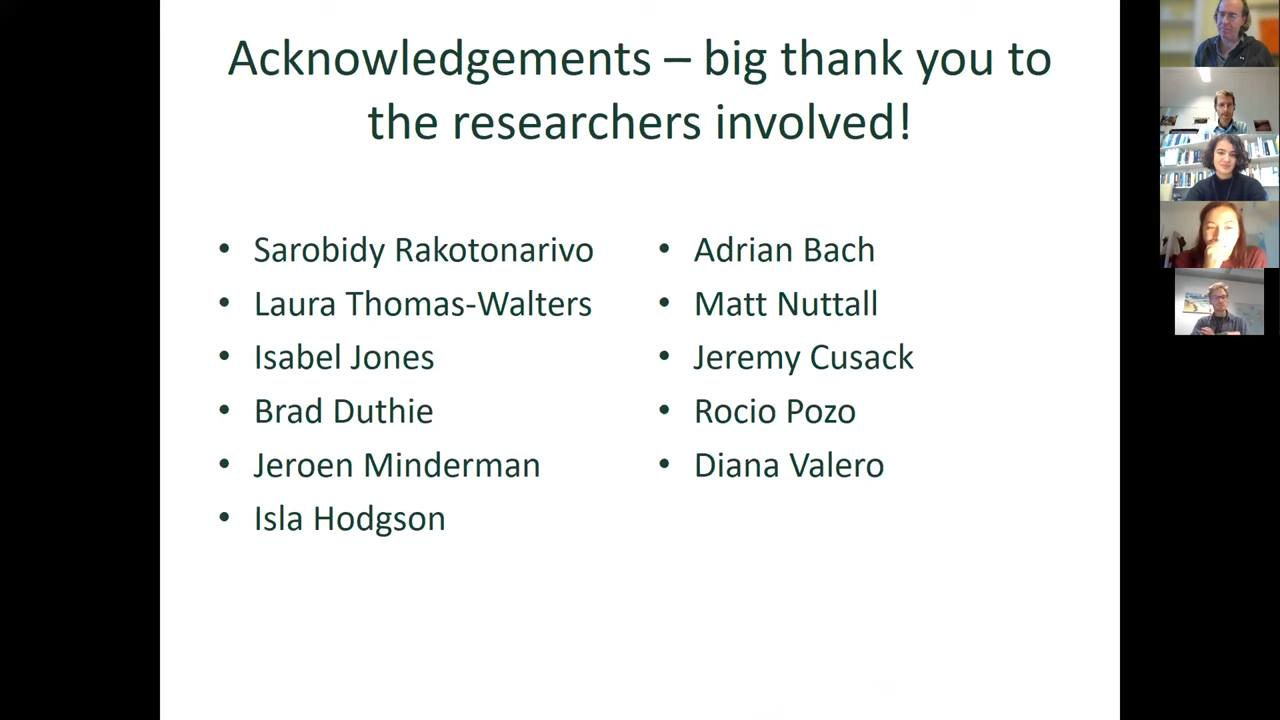 Acknowledgements – big thank you to
the researchers involved!
• Sarobidy Rakotonarivo
• Laura Thomas-Walters
• Isabel Jones
• Brad Duthie
• Jeroen Minderman
• Isla Hodgson
• Adrian Bach
• Matt Nuttall
• Jeremy Cusack
• Rocio Pozo
• Diana Valero